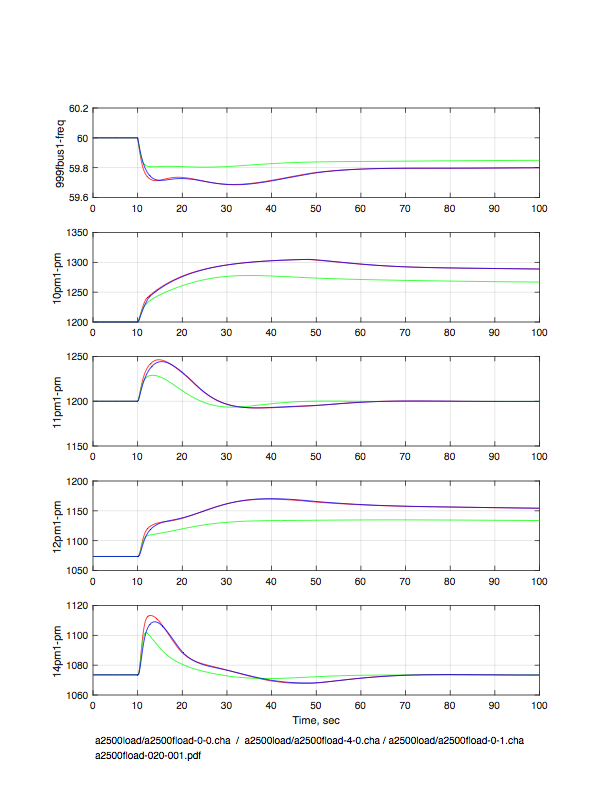 60.2
60
59.8
59.6
999fbus1-freq
0 10 20 30 40 50 60 70 80 90 100
1350
1300
1250
1200
10pm1-pm
0 10 20 30 40 50 60 70 80 90 100
1250
1200
1150
11pm1-pm
0 10 20 30 40 50 60 70 80 90 100
1200
1150
1100
1050
12pm1-pm
0 10 20 30 40 50 60 70 80 90 100
1120
1100
1080
1060
14pm1-pm
0 10 20 30 40 50 60 70 80 90 100
Time, sec
a2500load/a2500fload-0-0.cha / a2500load/a2500fload-4-0.cha / a2500load/a2500fload-0-1.cha
a2500fload-020-001.pdf